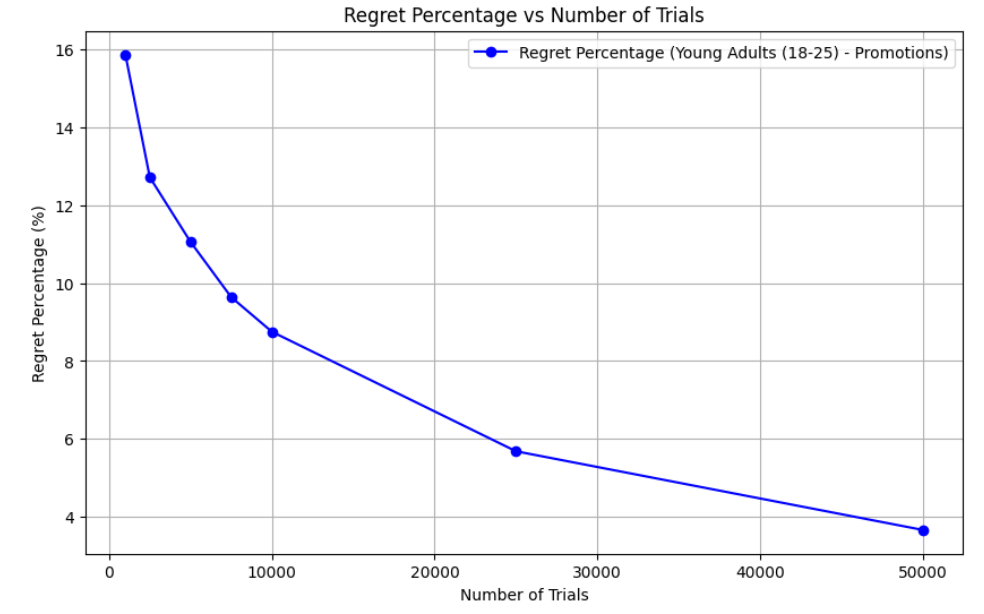 Regret Percentage vs Number of Trials
Regret Percentage (Young Adults (18-25) - Promotions)
Regret Percentage (%)
16
14
12
10
8
6
4
0 10000 20000 30000 40000 50000
Number of Trials